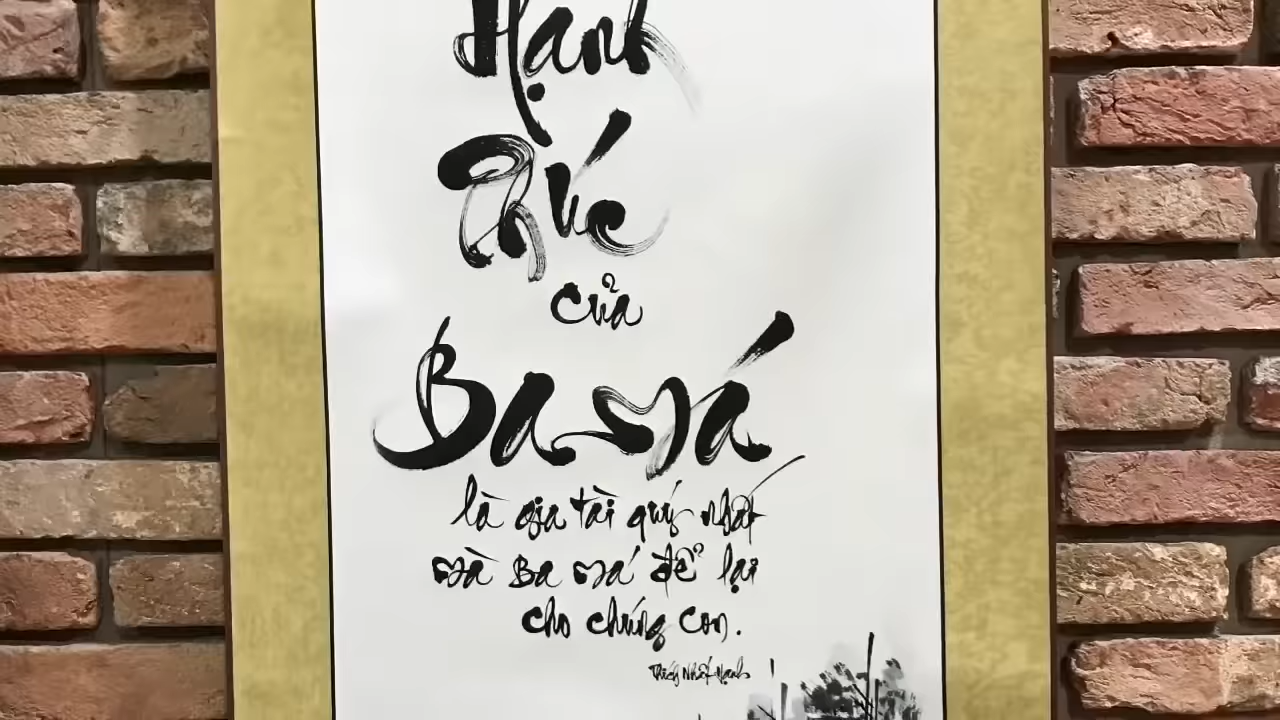 Hạnh
Phúc
của
Ba má
là gia tài quý nhất
mà Ba má để lại
cho chúng con.
Thích Nhất Hạnh